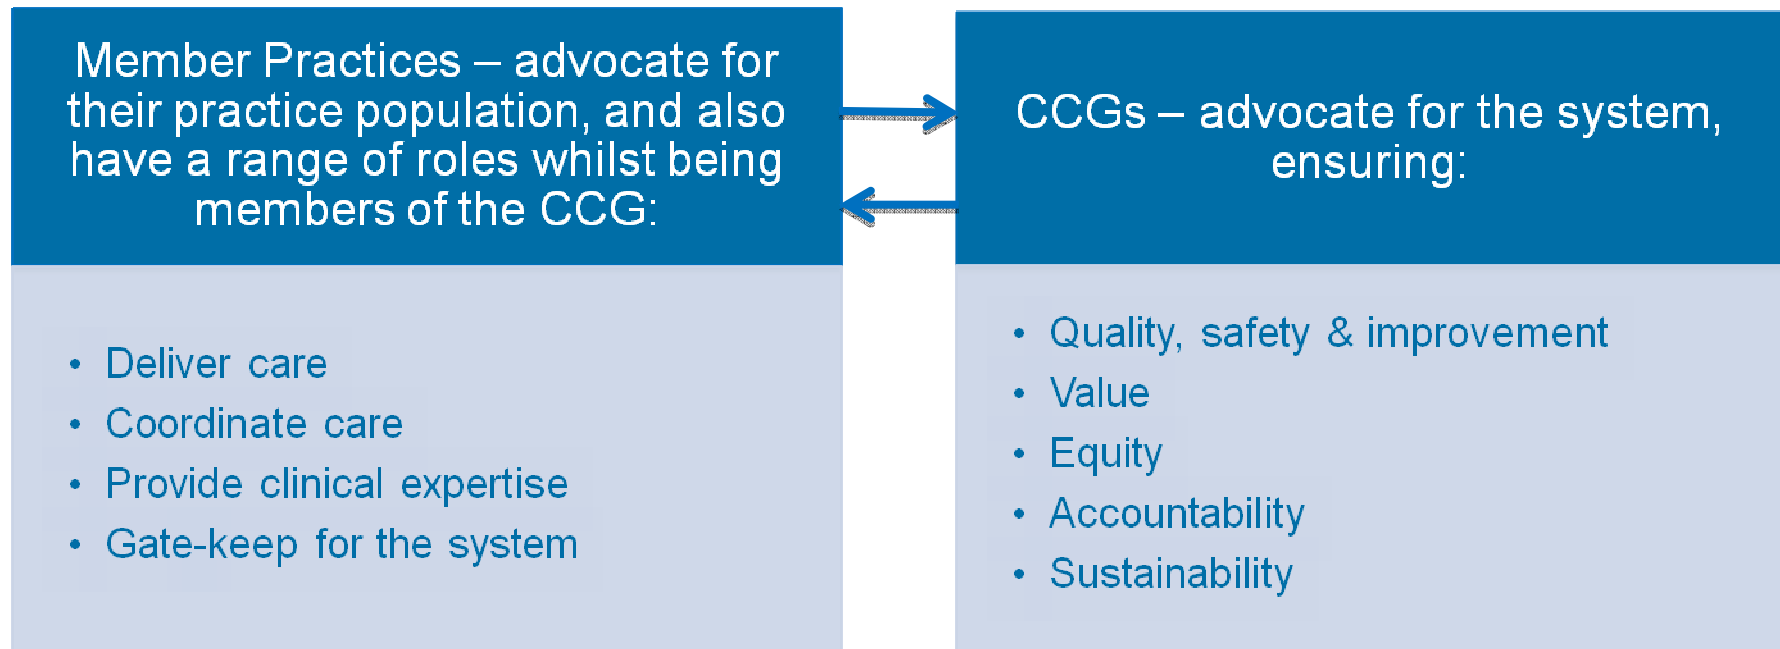 Member Practices – advocate for
their practice population, and also
have a range of roles whilst being
members of the CCG:
• Deliver care
• Coordinate care
• Provide clinical expertise
• Gate-keep for the system
CCGs – advocate for the system,
ensuring:
• Quality, safety & improvement
• Value
• Equity
• Accountability
• Sustainability